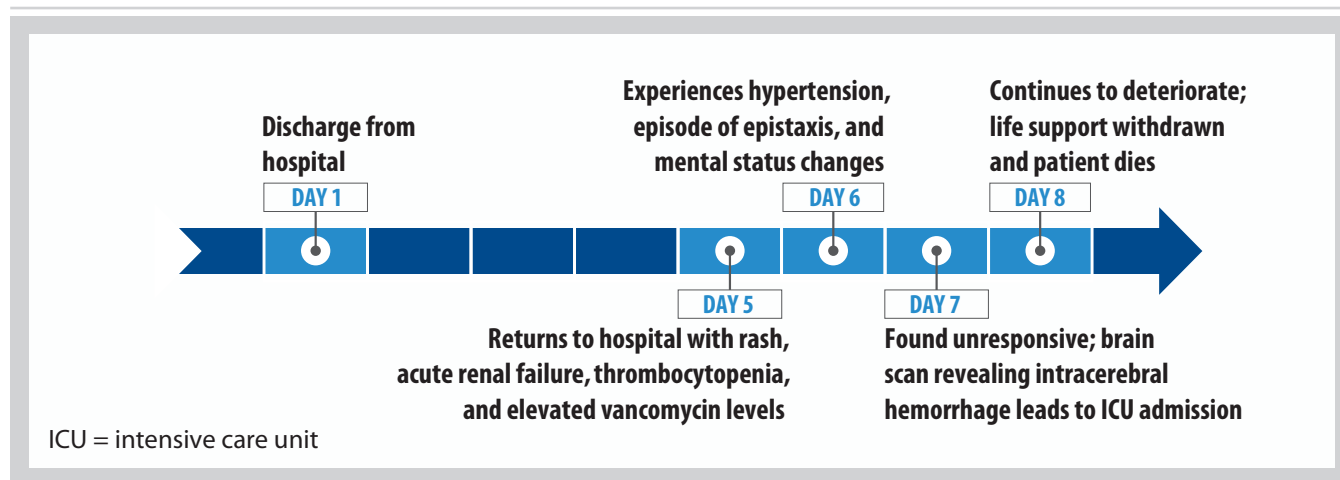 Discharge from
hospital
DAY 1
Returns to hospital with rash,
acute renal failure, thrombocytopenia,
and elevated vancomycin levels
DAY 5
Experiences hypertension,
episode of epistaxis, and
mental status changes
DAY 6
Found unresponsive; brain
scan revealing intracerebral
hemorrhage leads to ICU admission
DAY 7
Continues to deteriorate;
life support withdrawn
and patient dies
DAY 8
ICU = intensive care unit